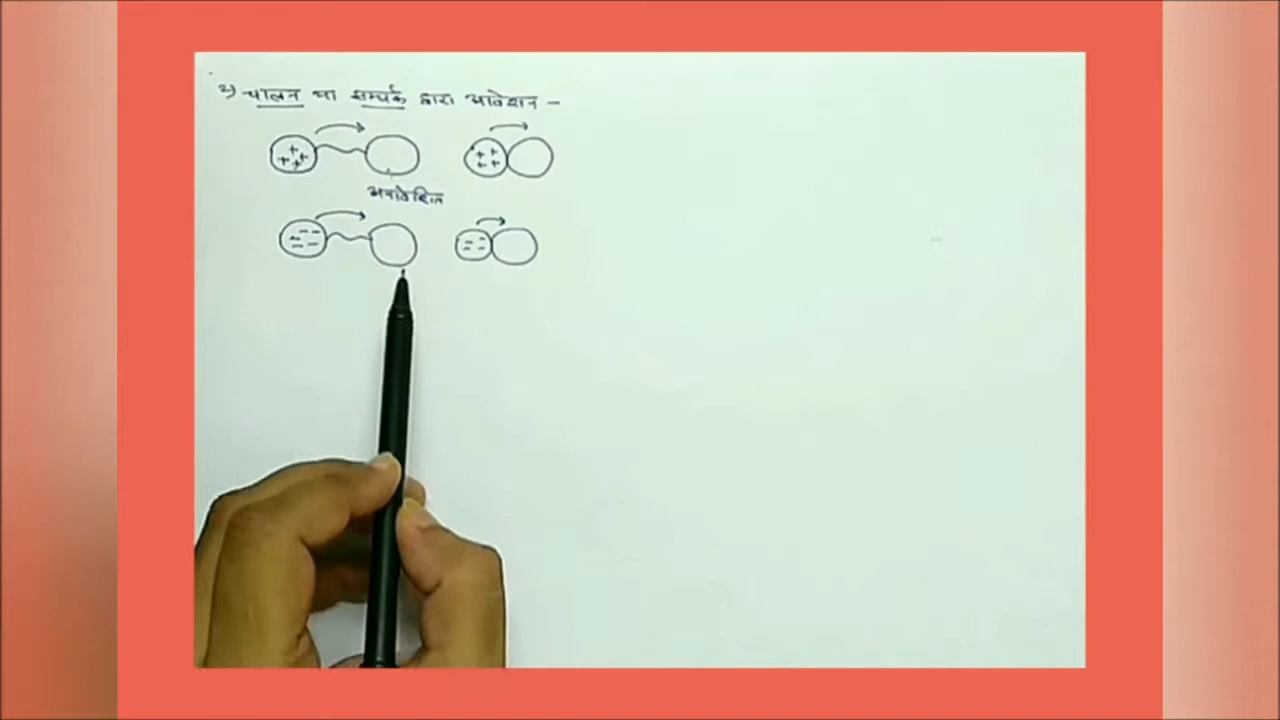 2) चालन या सम्पर्क द्वारा आवेशन –
अनावेशित